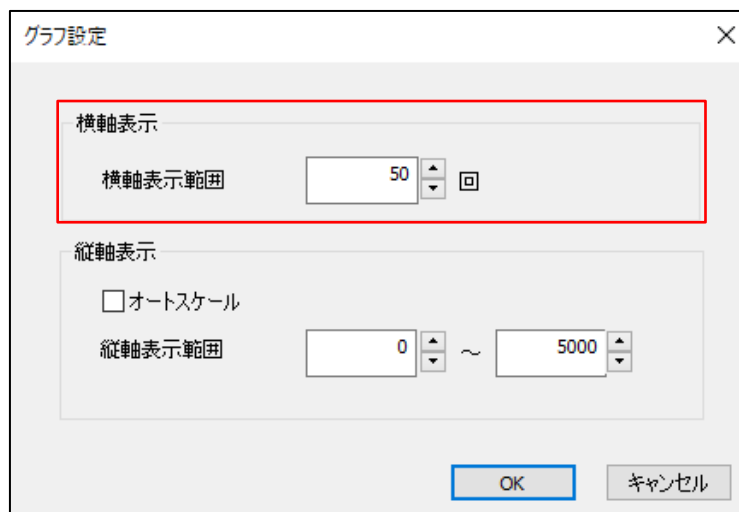 グラフ設定
横軸表示
横軸表示範囲 50 回
縦軸表示
オートスケール
縦軸表示範囲 0 ～ 5000
OK キャンセル